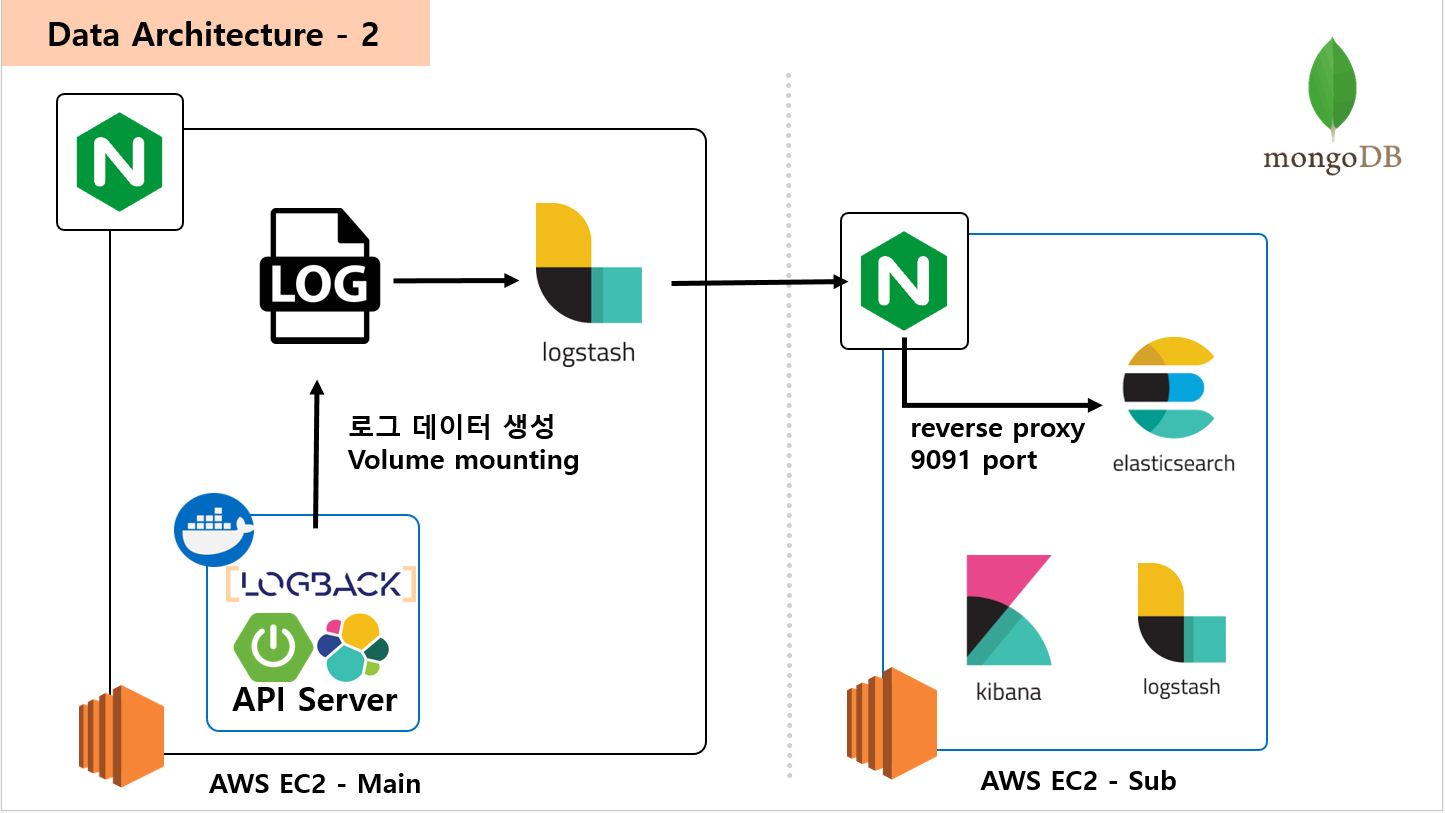 Data Architecture - 2
mongoDB
N
N
LOG
logstash
로그 데이터 생성
Volume mounting
reverse proxy
9091 port
elasticsearch
[LOGBACK]
API Server
kibana
logstash
AWS EC2 - Main
AWS EC2 - Sub